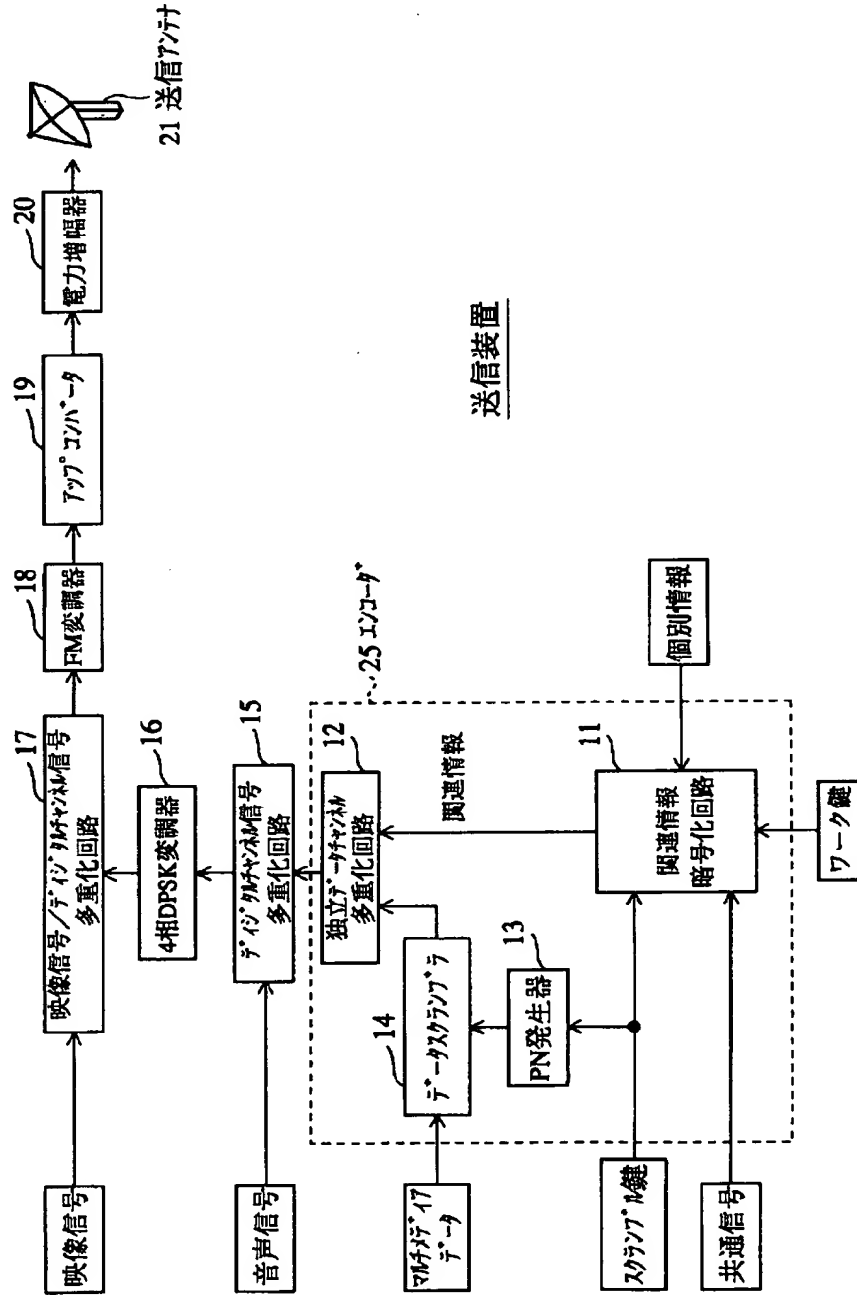 映像信号
17
映像信号/ディジタルチャンネル信号
多重化回路
18
FM変調器
19
アップコンバータ
20
電力増幅器
21 送信アンテナ
16
4相DPSK変調器
音声信号
15
ディジタルチャンネル信号
多重化回路
25 エンコーダ
12
独立データチャンネル
多重化回路
関連情報
マルチメディア
データ
14
データスクランブラ
13
PN発生器
スクランブル鍵
共通信号
11
関連情報
暗号化回路
個別情報
ワーク鍵
送信装置